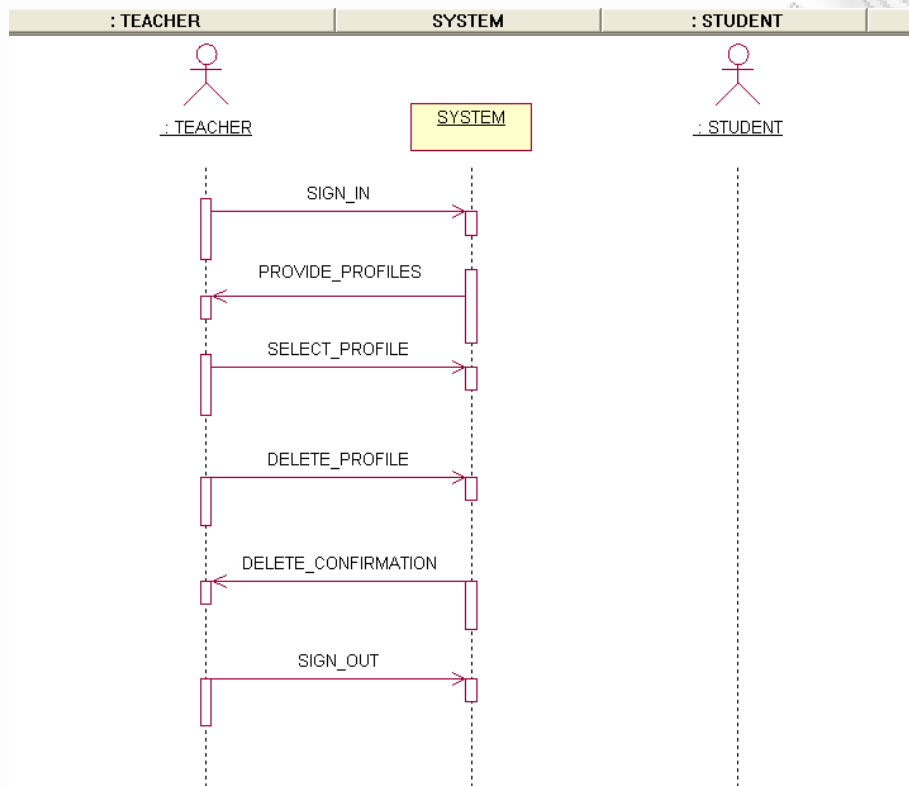 : TEACHER SYSTEM : STUDENT
: TEACHER
SYSTEM
: STUDENT
SIGN_IN
PROVIDE_PROFILES
SELECT_PROFILE
DELETE_PROFILE
DELETE_CONFIRMATION
SIGN_OUT